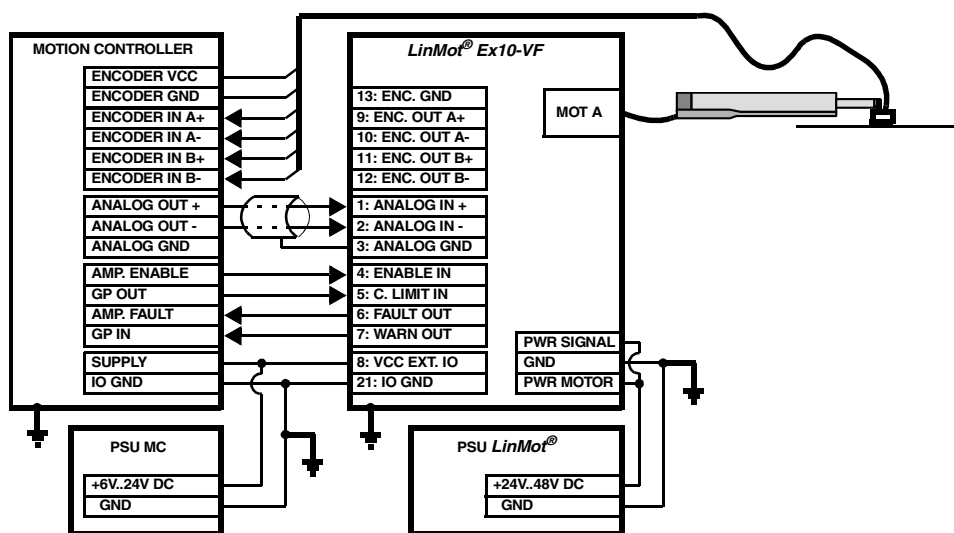 MOTION CONTROLLER
ENCODER VCC
ENCODER GND
ENCODER IN A+
ENCODER IN A-
ENCODER IN B+
ENCODER IN B-
ANALOG OUT +
ANALOG OUT -
ANALOG GND
AMP. ENABLE
GP OUT
AMP. FAULT
GP IN
SUPPLY
IO GND
LinMot® Ex10-VF
13: ENC. GND
9: ENC. OUT A+
10: ENC. OUT A-
11: ENC. OUT B+
12: ENC. OUT B-
1: ANALOG IN +
2: ANALOG IN -
3: ANALOG GND
4: ENABLE IN
5: C. LIMIT IN
6: FAULT OUT
7: WARN OUT
8: VCC EXT. IO
21: IO GND
MOT A
PWR SIGNAL
GND
PWR MOTOR
PSU MC
+6V..24V DC
GND
PSU LinMot®
+24V..48V DC
GND